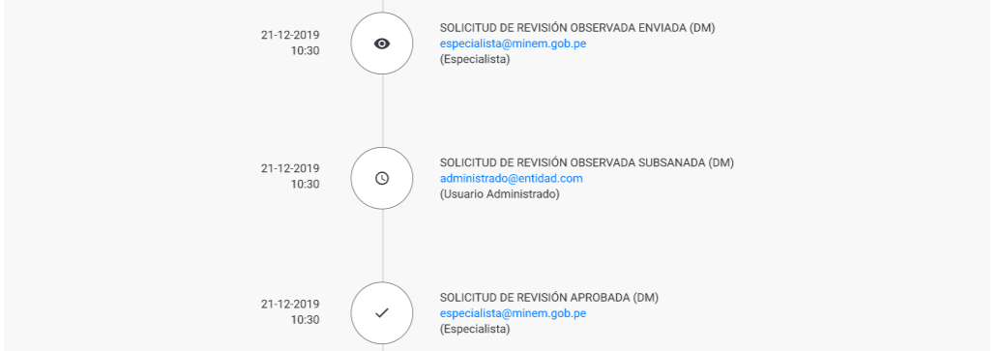 21-12-2019
10:30
SOLICITUD DE REVISIÓN OBSERVADA ENVIADA (DM)
especialista@minem.gob.pe
(Especialista)
21-12-2019
10:30
SOLICITUD DE REVISIÓN OBSERVADA SUBSANADA (DM)
administrado@entidad.com
(Usuario Administrado)
21-12-2019
10:30
SOLICITUD DE REVISIÓN APROBADA (DM)
especialista@minem.gob.pe
(Especialista)